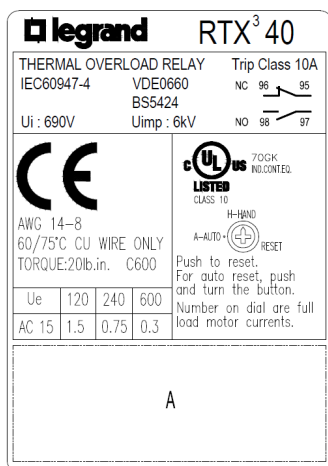 legrand RTX³ 40
THERMAL OVERLOAD RELAY Trip Class 10A
IEC60947-4 VDE0660 NC 96 95
BS5424
Ui : 690V Uimp : 6kV NO 98 97
CE
AWG 14-8
60/75°C CU WIRE ONLY
TORQUE:20lb.in. C600
Ue 120 240 600
AC 15 1.5 0.75 0.3
c UL us 70GK
IND.CONT.EQ.
LISTED
CLASS 10
H-HAND
A-AUTO RESET
Push to reset.
For auto reset, push
and turn the button.
Number on dial are full
load motor currents.
A